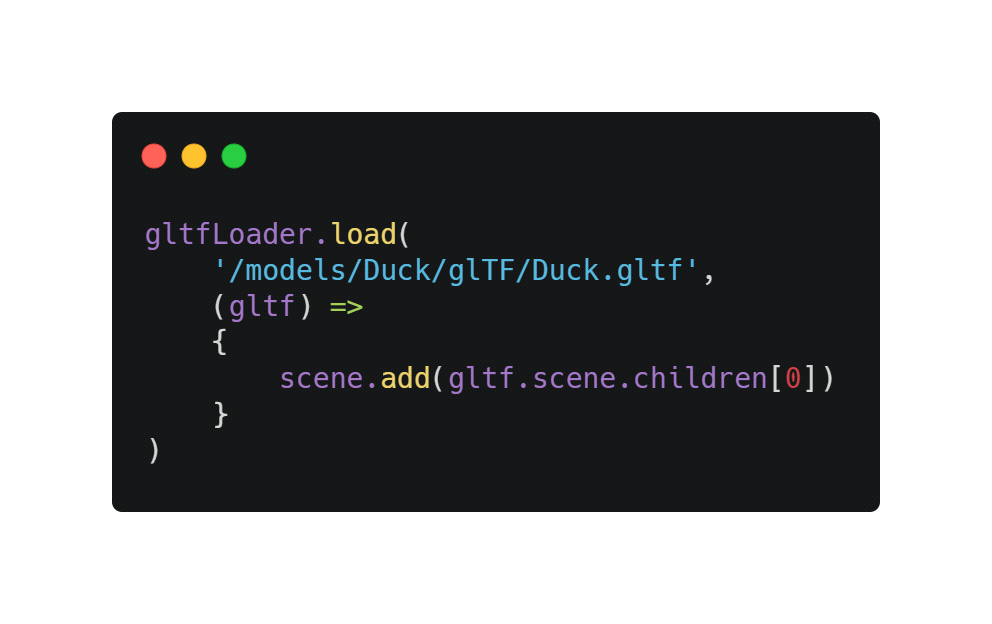 gltfLoader.load(
    '/models/Duck/glTF/Duck.gltf',
    (gltf) =>
    {
        scene.add(gltf.scene.children[0])
    }
)